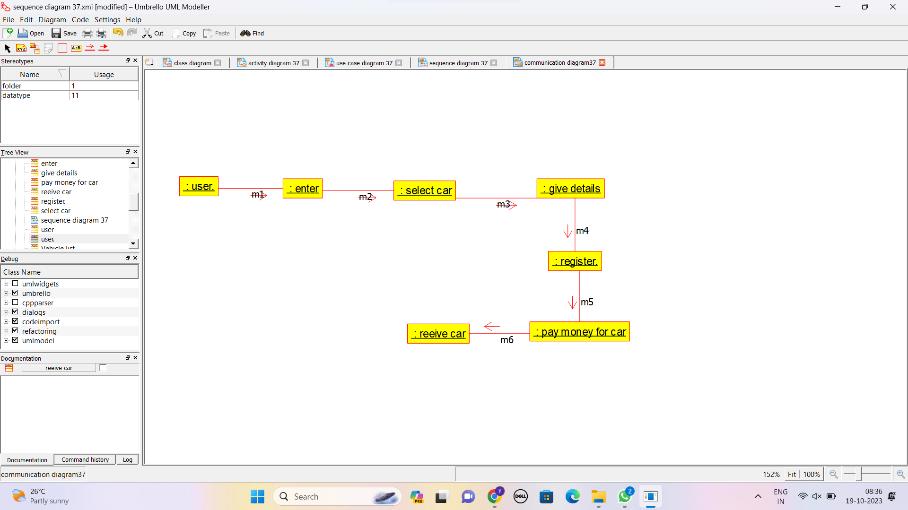 sequence diagram 37.xmi [modified] – Umbrello UML Modeller
File Edit Diagram Code Settings Help
Open Save Cut Copy Paste Find
Stereotypes
Name Usage
folder 1
datatype 11
Tree View
enter
give details
pay money for car
reeive car
register.
select car
sequence diagram 37
user
user.
Vehicle list
Debug
Class Name
umlwidgets
umbrello
cppparser
dialogs
codeimport
refactoring
umlmodel
Documentation
reeive car
Documentation Command history Log
class diagram activity diagram 37 use case diagram 37 sequence diagram 37 communication diagram37
: user.
m1
: enter
m2
: select car
m3
: give details
m4
: register.
m5
: pay money for car
m6
: reeive car
communication diagram37
152% Fit 100%
26°C
Partly sunny
Search
ENG
IN
08:36
19-10-2023